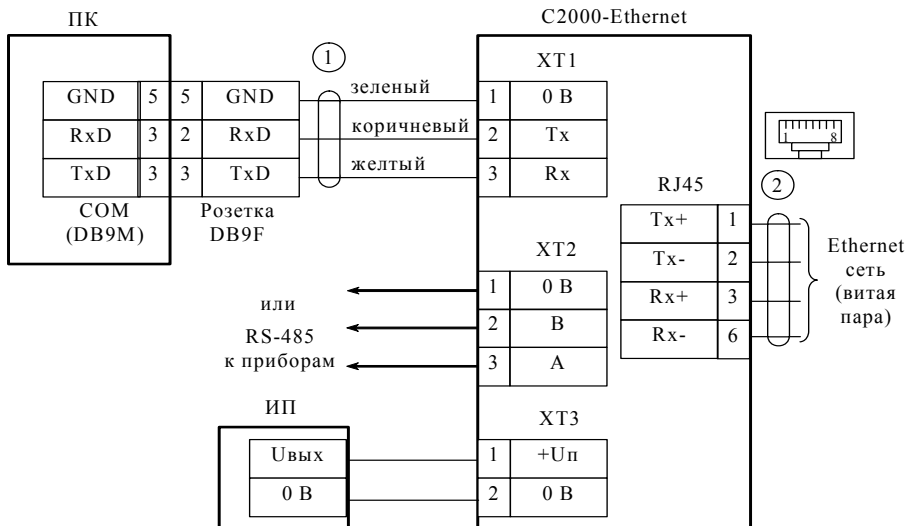 ПК
С2000-Ethernet
1
XT1
GND 5 5 GND зеленый 1 0 В
RxD 3 2 RxD коричневый 2 Tx
TxD 3 3 TxD желтый 3 Rx
1 8
COM
(DB9M)
Розетка
DB9F
RJ45
2
Tx+ 1
Tx- 2
Rx+ 3
Rx- 6
Ethernet
сеть
(витая
пара)
XT2
1 0 В
2 B
3 A
или
RS-485
к приборам
ИП
XT3
Uвых 1 +Uп
0 В 2 0 В